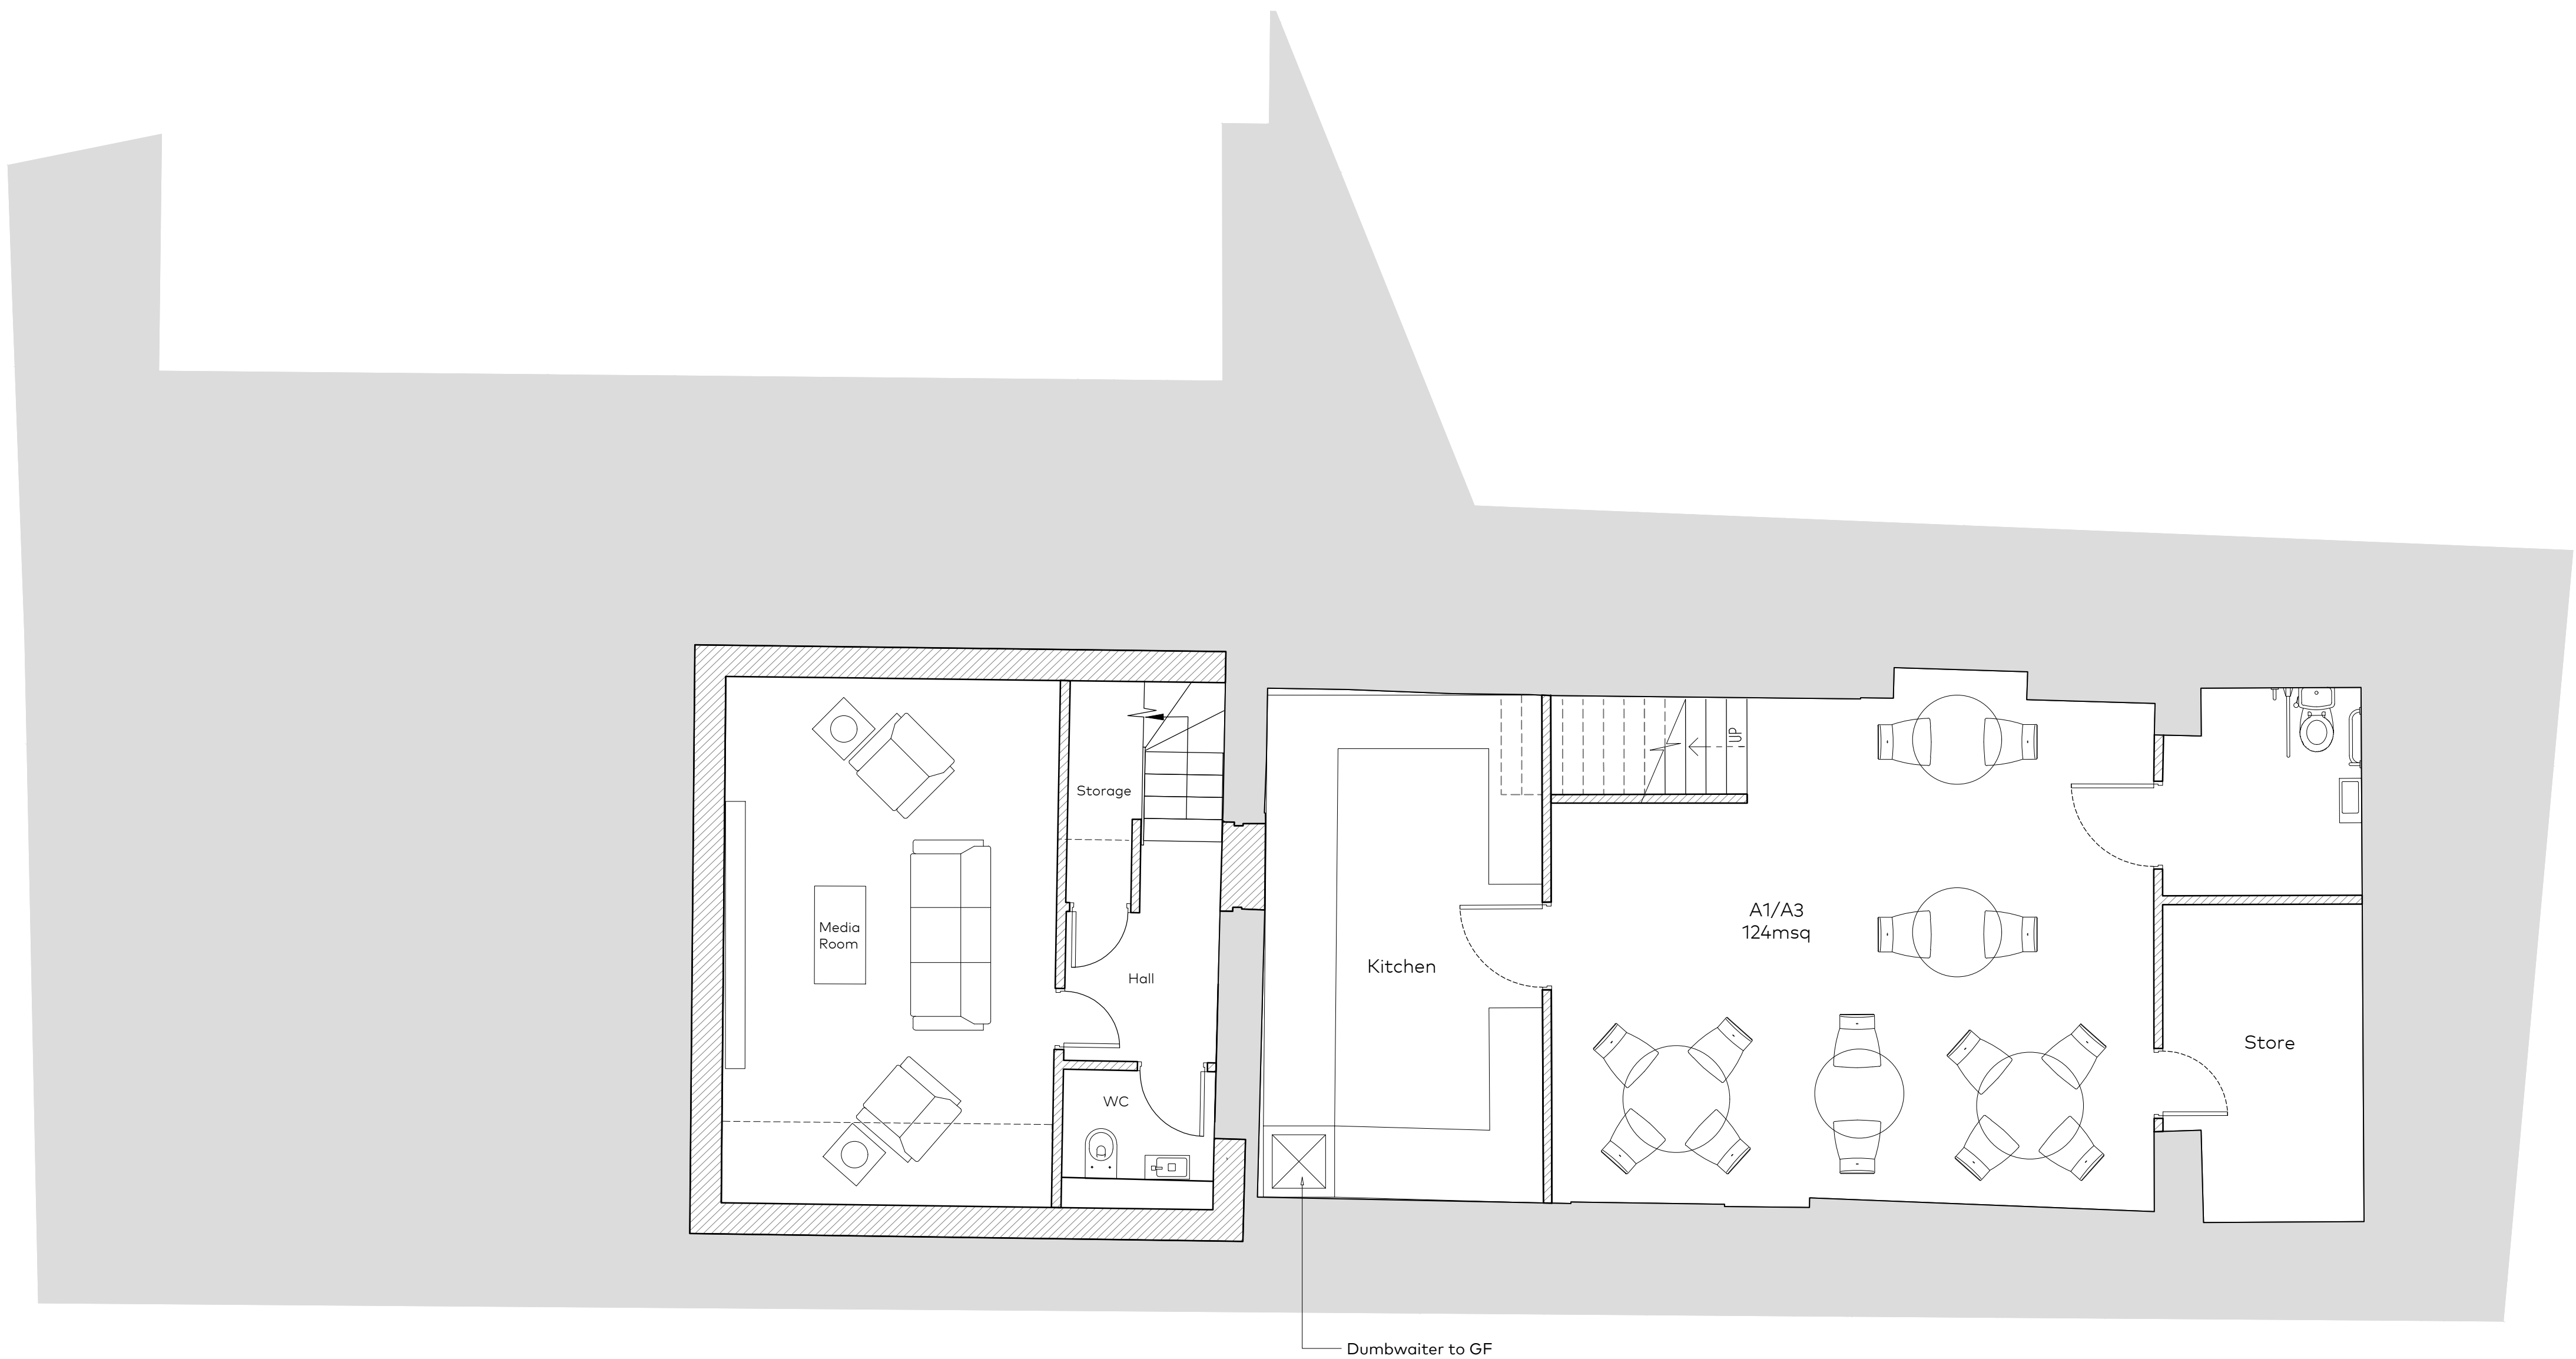 UP
Storage
A1/A3
124msq
Media
Room
Kitchen
Hall
Store
WC
Dumbwaiter to GF